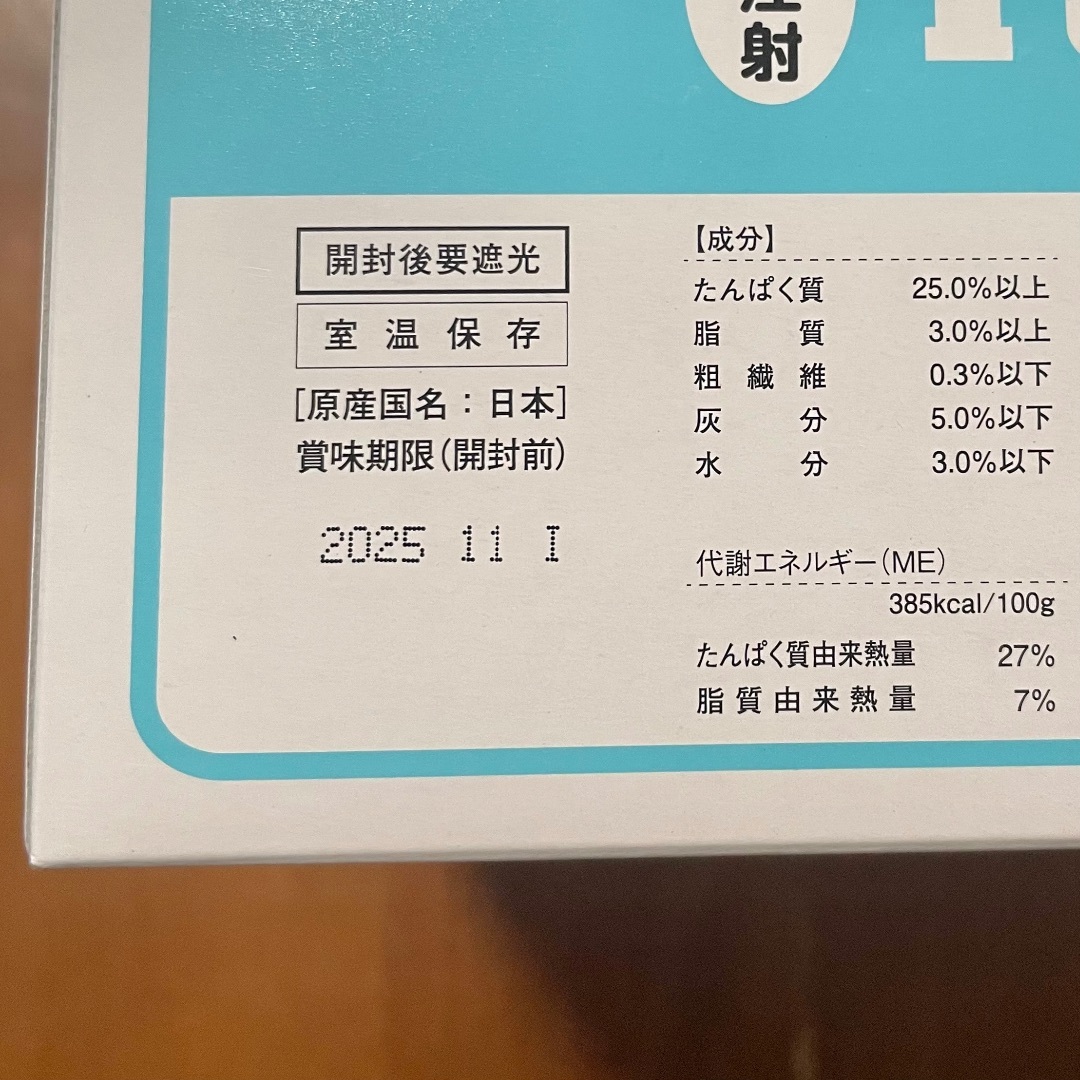 射
開封後要遮光
室温保存
[原産国名：日本]
賞味期限(開封前)
2025 11 I
【成分】
たんぱく質 25.0%以上
脂質 3.0%以上
粗繊維 0.3%以下
灰分 5.0%以下
水分 3.0%以下
代謝エネルギー(ME)
385kcal/100g
たんぱく質由来熱量 27%
脂質由来熱量 7%